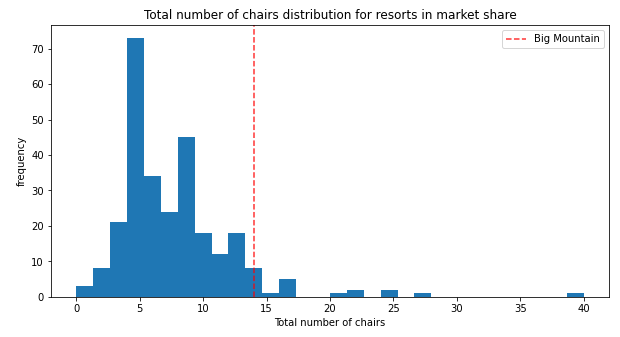 Total number of chairs distribution for resorts in market share
Big Mountain
frequency
70
60
50
40
30
20
10
0
0 5 10 15 20 25 30 35 40
Total number of chairs